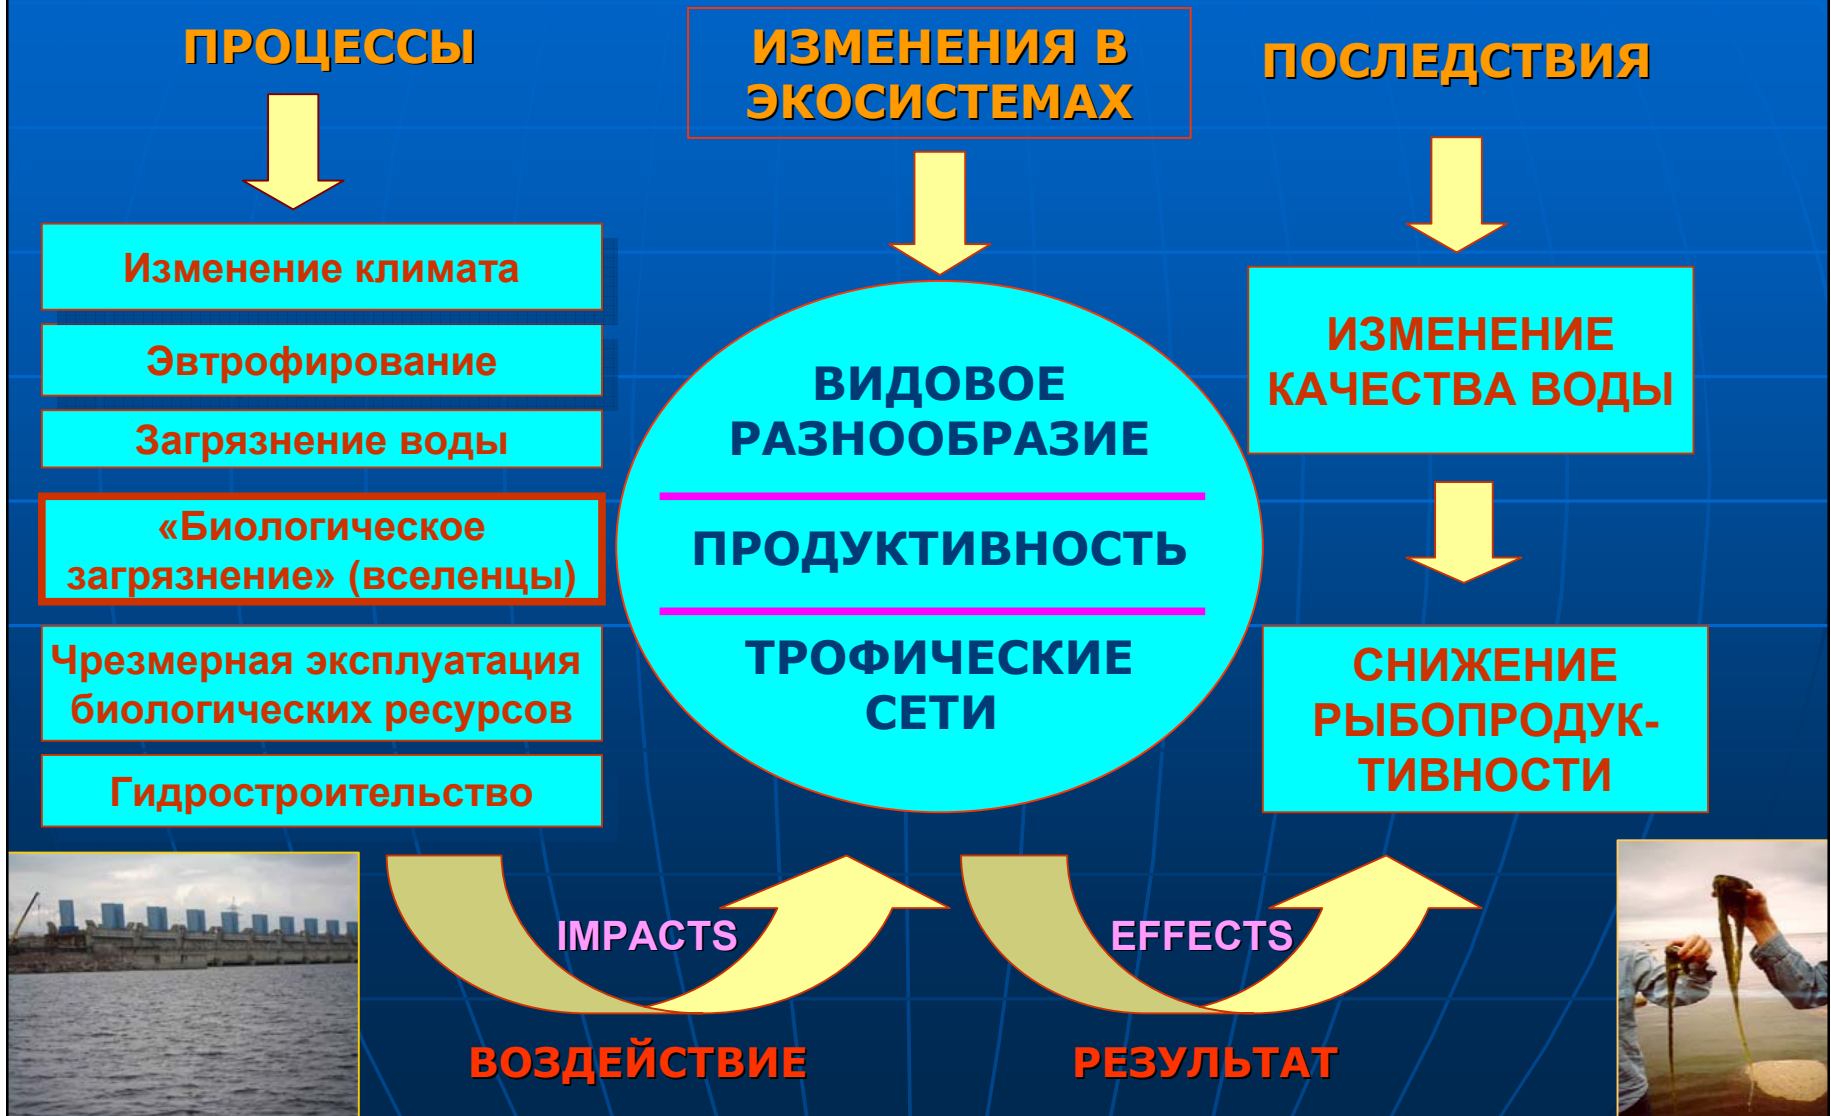 ПРОЦЕССЫ
ИЗМЕНЕНИЯ В
ЭКОСИСТЕМАХ
ПОСЛЕДСТВИЯ
Изменение климата
Эвтрофирование
Загрязнение воды
«Биологическое
загрязнение» (вселенцы)
Чрезмерная эксплуатация
биологических ресурсов
Гидростроительство
ВИДОВОЕ
РАЗНООБРАЗИЕ
ПРОДУКТИВНОСТЬ
ТРОФИЧЕСКИЕ
СЕТИ
ИЗМЕНЕНИЕ
КАЧЕСТВА ВОДЫ
СНИЖЕНИЕ
РЫБОПРОДУК-
ТИВНОСТИ
IMPACTS
EFFECTS
ВОЗДЕЙСТВИЕ
РЕЗУЛЬТАТ